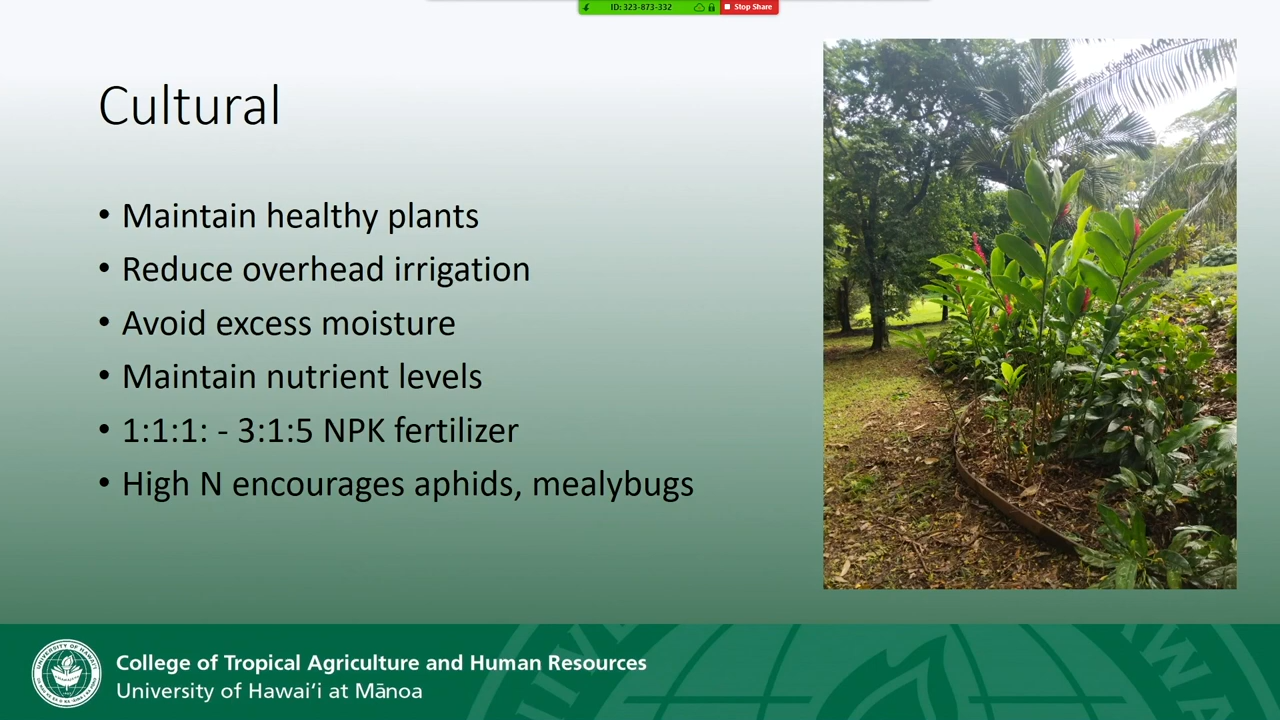 ID: 323-873-332
Stop Share
Cultural
• Maintain healthy plants
• Reduce overhead irrigation
• Avoid excess moisture
• Maintain nutrient levels
• 1:1:1: - 3:1:5 NPK fertilizer
• High N encourages aphids, mealybugs
College of Tropical Agriculture and Human Resources
University of Hawaiʻi at Mānoa